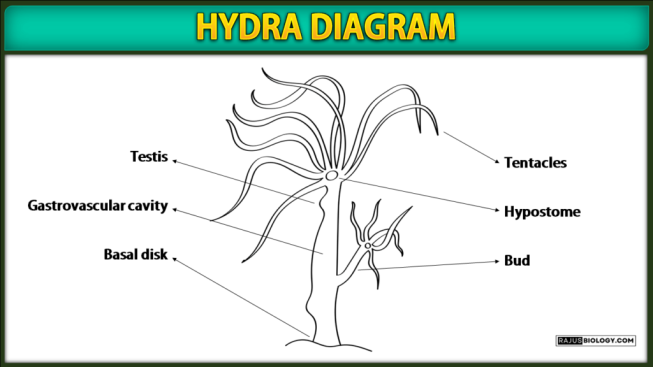 HYDRA DIAGRAM
Testis
Gastrovascular cavity
Basal disk
Tentacles
Hypostome
Bud
RAJUSBIOLOGY.COM